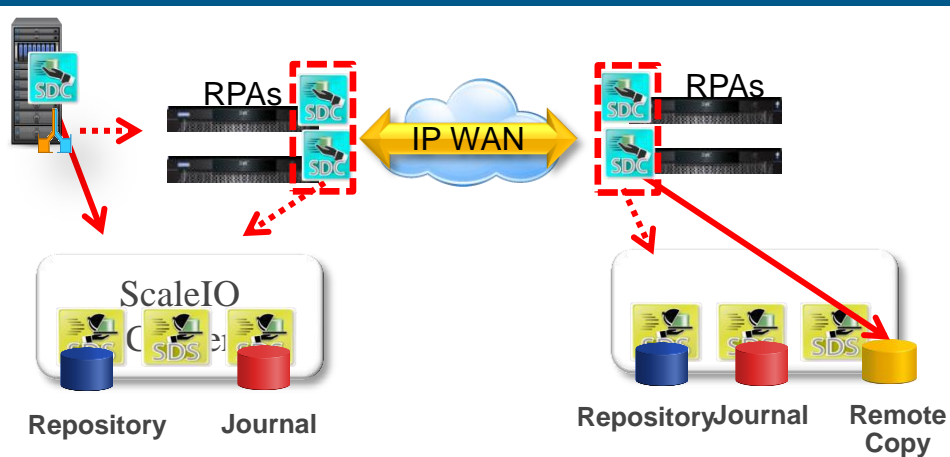 SDC
RPAs
SDC
SDC
IP WAN
SDC
SDC
RPAs
ScaleIO
SDS
SDS
SDS
SDS
SDS
SDS
Repository
Journal
Repository
Journal
Remote
Copy